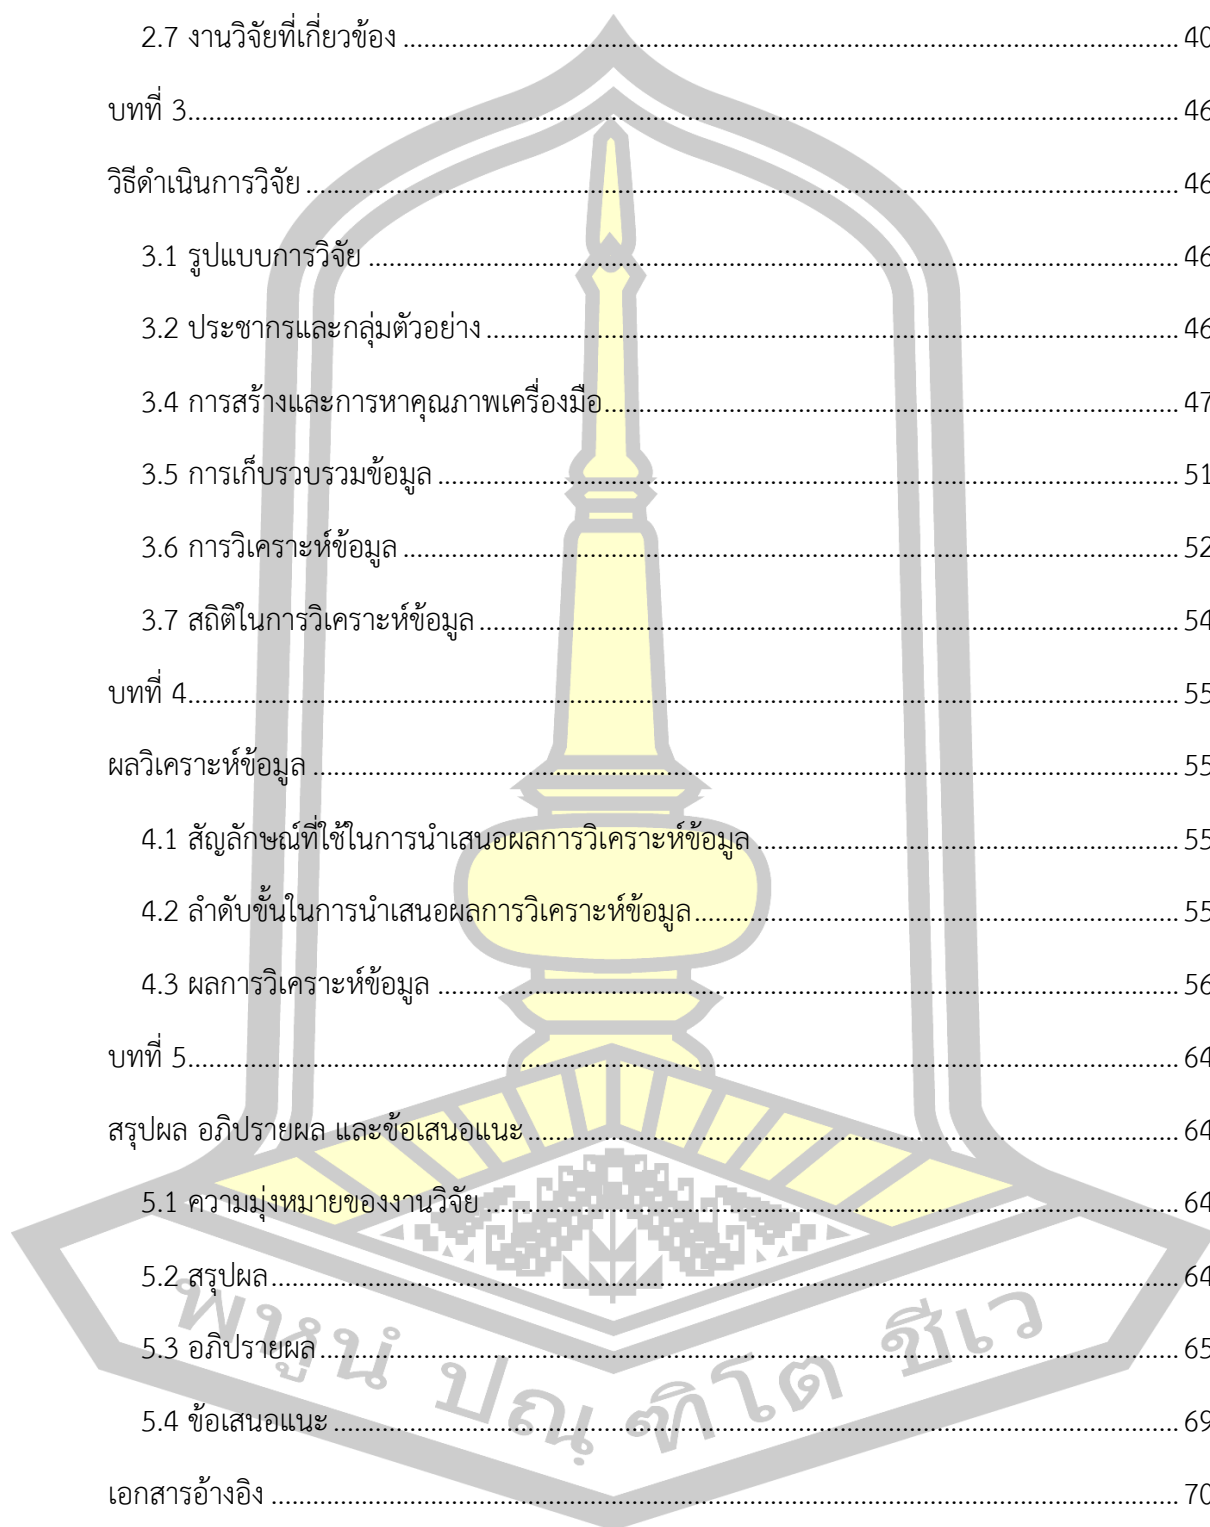 2.7 งานวิจัยที่เกี่ยวข้อง ........ 40
บทที่ 3........ 46
วิธีดำเนินการวิจัย ........ 46
3.1 รูปแบบการวิจัย ........ 46
3.2 ประชากรและกลุ่มตัวอย่าง ........ 46
3.4 การสร้างและการหาคุณภาพเครื่องมือ........ 47
3.5 การเก็บรวบรวมข้อมูล ........ 51
3.6 การวิเคราะห์ข้อมูล ........ 52
3.7 สถิติในการวิเคราะห์ข้อมูล ........ 54
บทที่ 4........ 55
ผลวิเคราะห์ข้อมูล ........ 55
4.1 สัญลักษณ์ที่ใช้ในการนำเสนอผลการวิเคราะห์ข้อมูล ........ 55
4.2 ลำดับขั้นในการนำเสนอผลการวิเคราะห์ข้อมูล........ 55
4.3 ผลการวิเคราะห์ข้อมูล ........ 56
บทที่ 5........ 64
สรุปผล อภิปรายผล และข้อเสนอแนะ........ 64
5.1 ความมุ่งหมายของงานวิจัย ........ 64
5.2 สรุปผล........ 64
5.3 อภิปรายผล........ 65
5.4 ข้อเสนอแนะ ........ 69
เอกสารอ้างอิง ........ 70
พหูนํ ปณฺฑิโต ชีเว